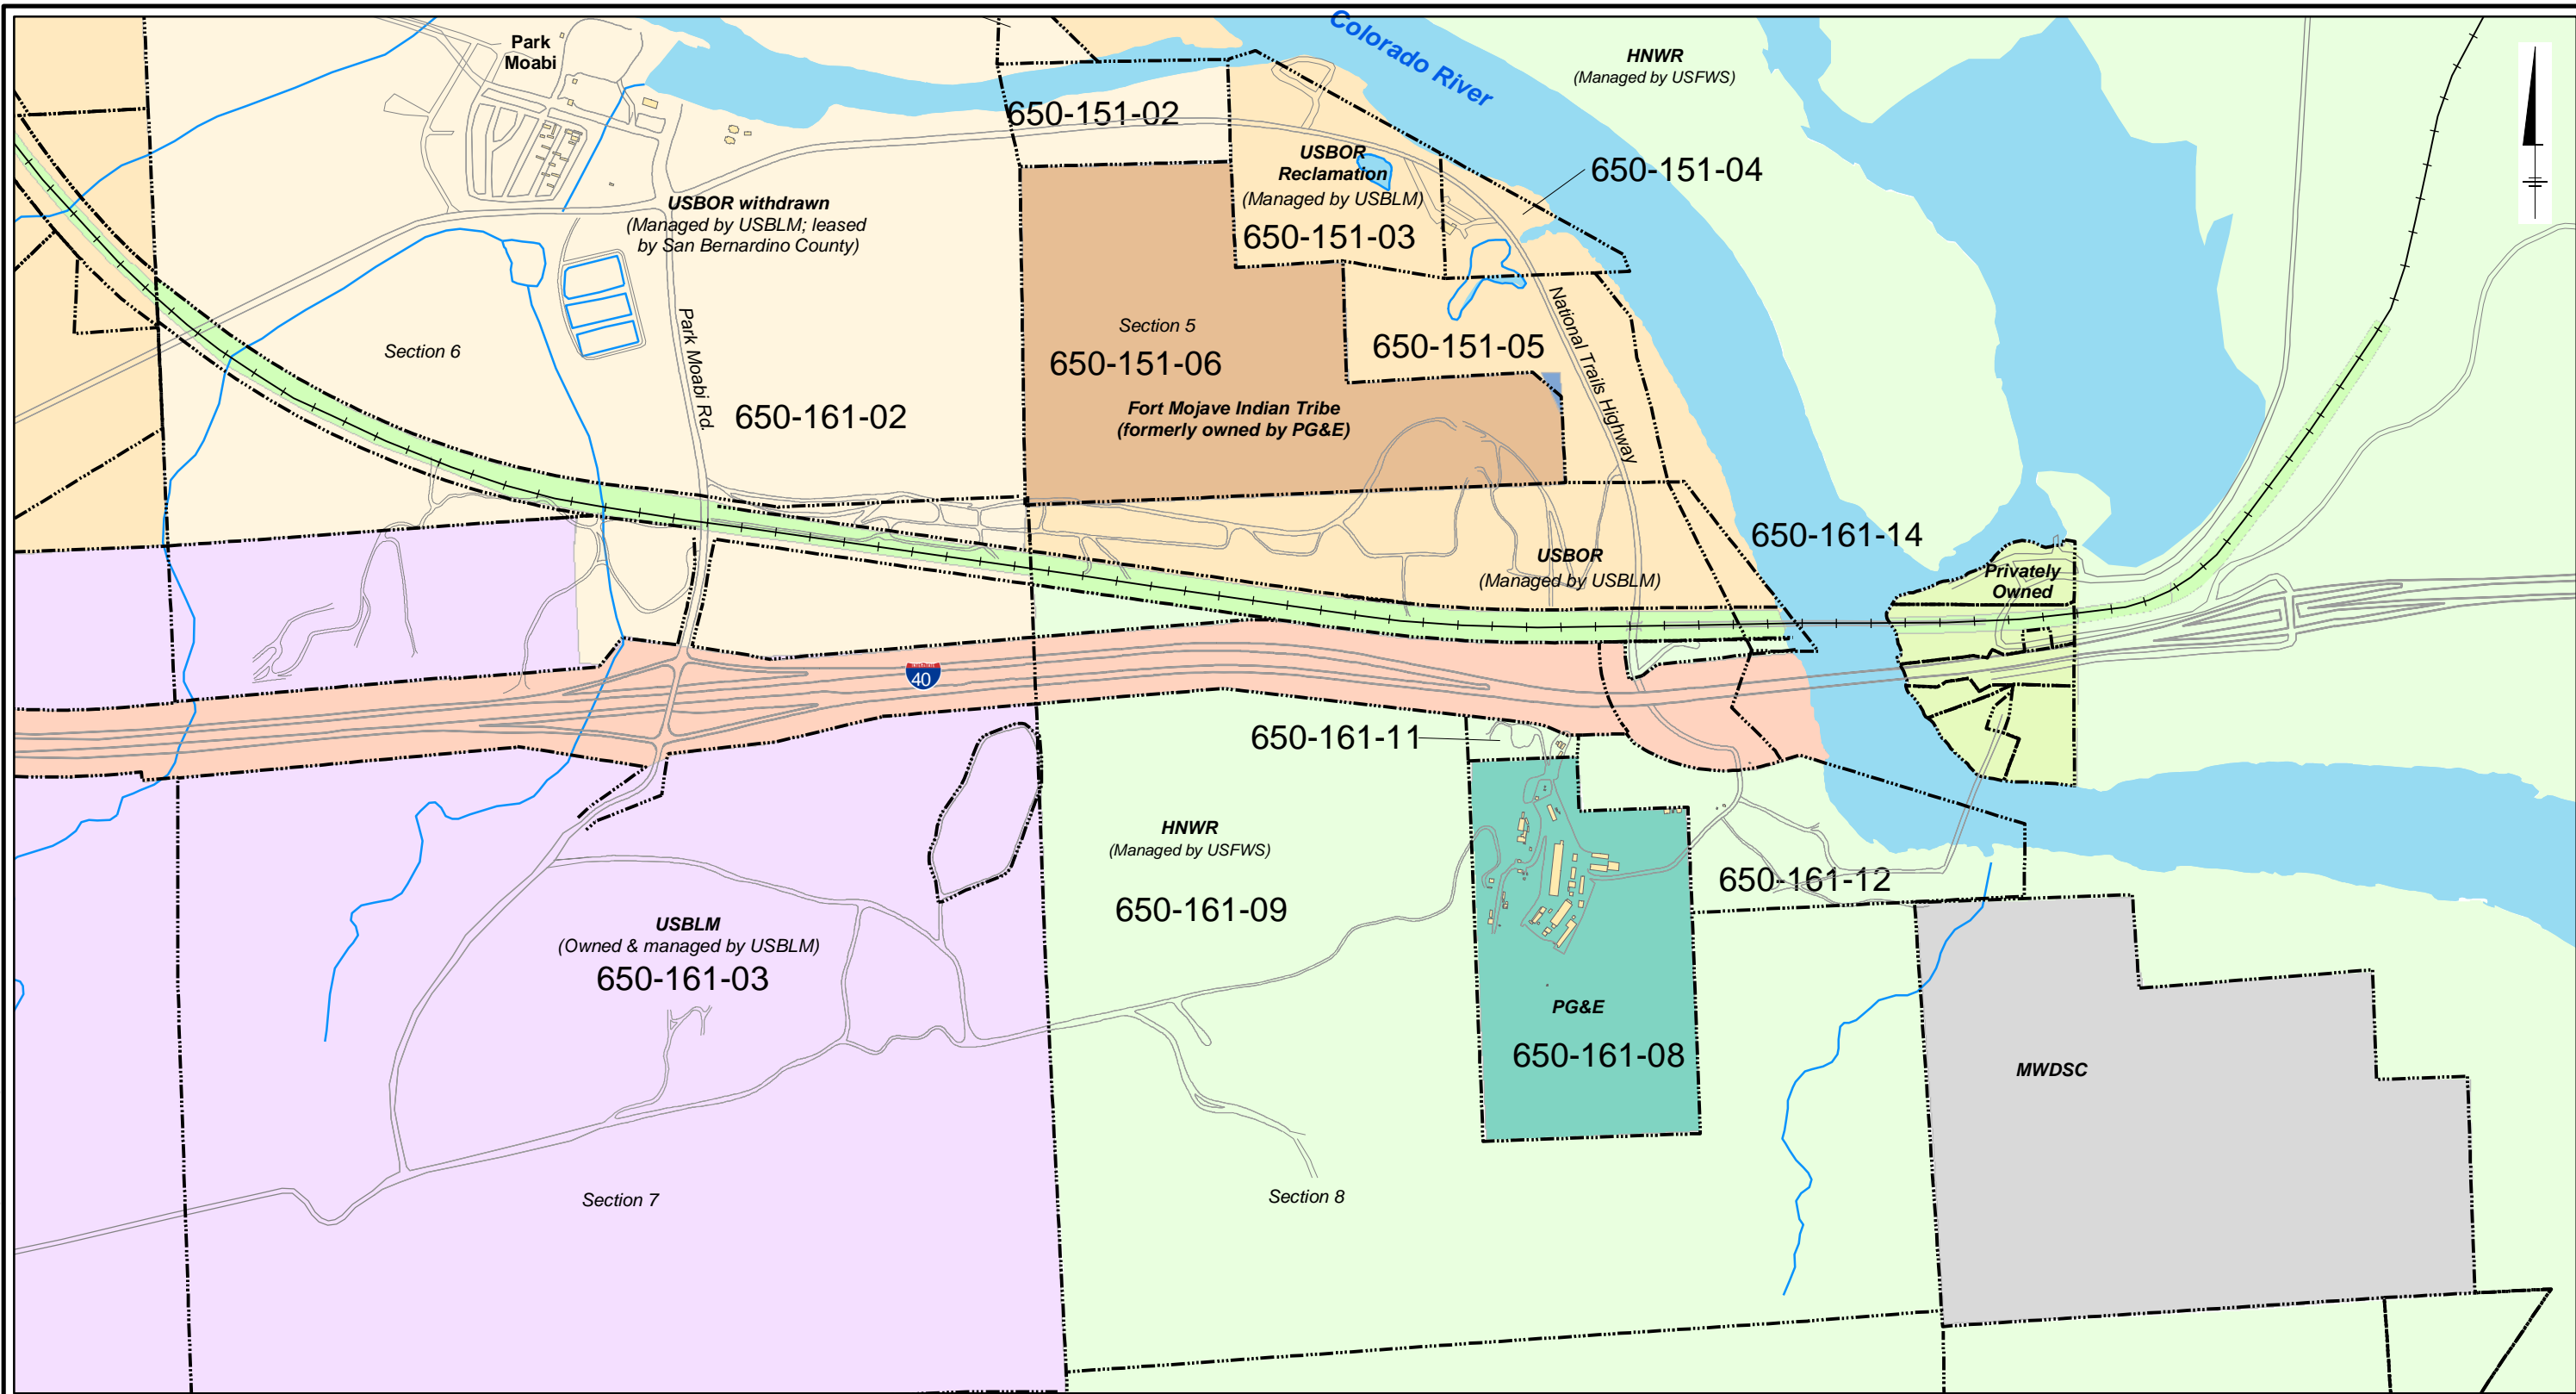 Park
Moabi
Colorado River
HNWR
(Managed by USFWS)
650-151-02
USBOR
Reclamation
(Managed by USBLM)
650-151-03
650-151-04
USBOR withdrawn
(Managed by USBLM; leased
by San Bernardino County)
Section 6
Park Moabi Rd.
650-161-02
Section 5
650-151-06
Fort Mojave Indian Tribe
(formerly owned by PG&E)
650-151-05
National Trails Highway
650-161-14
USBOR
(Managed by USBLM)
Privately
Owned
40
650-161-11
HNWR
(Managed by USFWS)
650-161-09
650-161-12
USBLM
(Owned & managed by USBLM)
650-161-03
PG&E
650-161-08
MWDSC
Section 7
Section 8